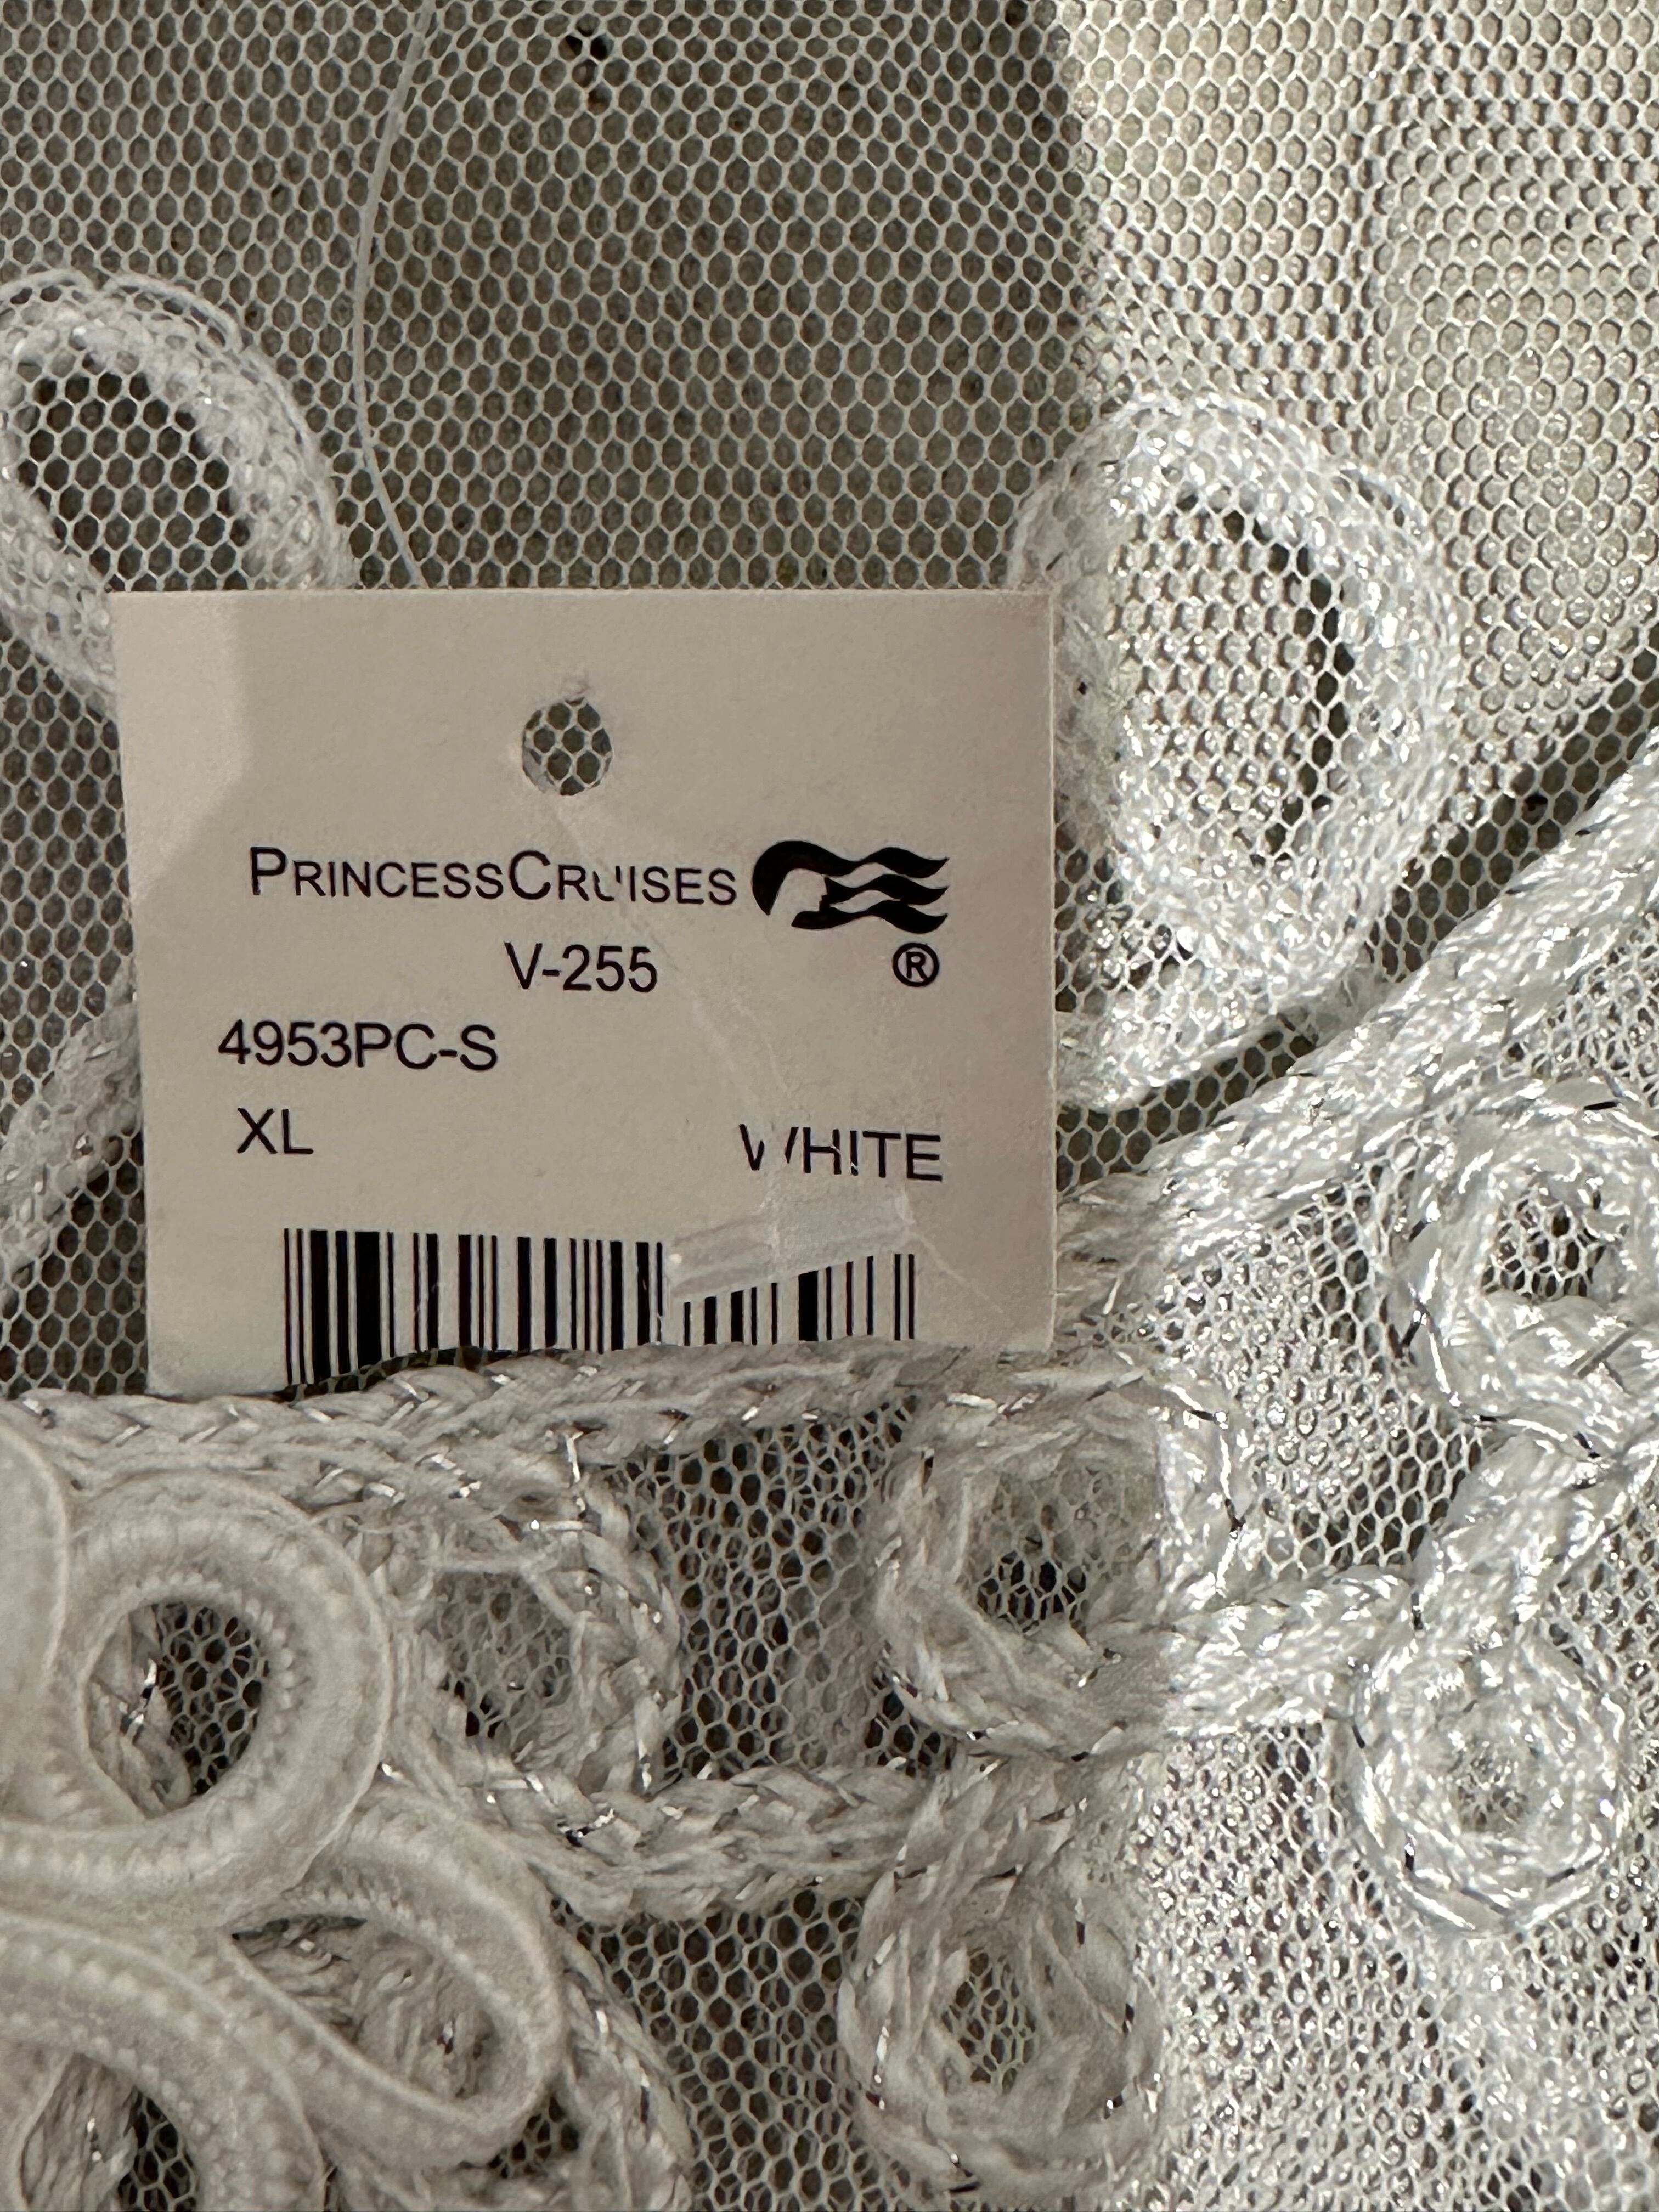 PRINCESSCRUISES
V-255 ®
4953PC-S
XL WHITE